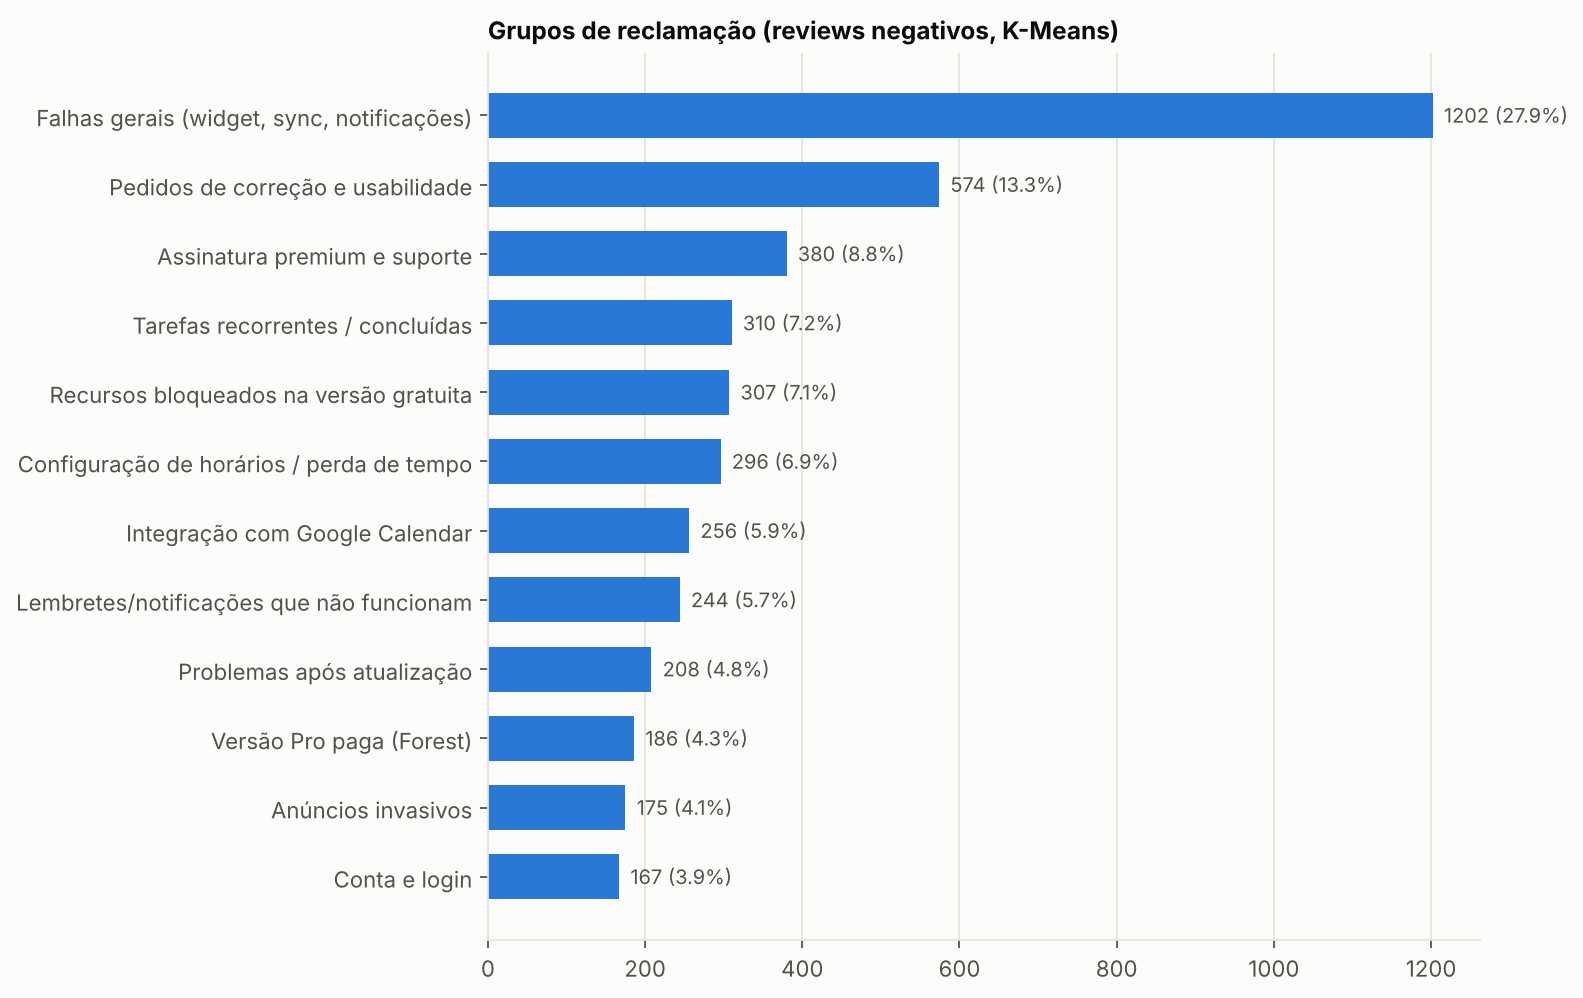 Grupos de reclamação (reviews negativos, K-Means)
Falhas gerais (widget, sync, notificações) 1202 (27.9%)
Pedidos de correção e usabilidade 574 (13.3%)
Assinatura premium e suporte 380 (8.8%)
Tarefas recorrentes / concluídas 310 (7.2%)
Recursos bloqueados na versão gratuita 307 (7.1%)
Configuração de horários / perda de tempo 296 (6.9%)
Integração com Google Calendar 256 (5.9%)
Lembretes/notificações que não funcionam 244 (5.7%)
Problemas após atualização 208 (4.8%)
Versão Pro paga (Forest) 186 (4.3%)
Anúncios invasivos 175 (4.1%)
Conta e login 167 (3.9%)
0 200 400 600 800 1000 1200